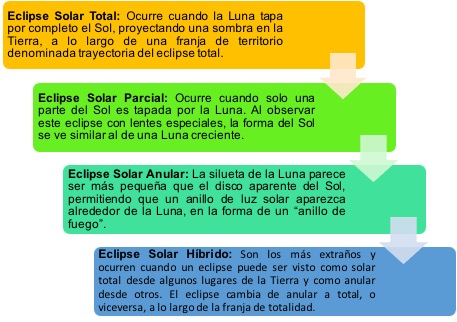 Eclipse Solar Total: Ocurre cuando la Luna tapa
por completo el Sol, proyectando una sombra en la
Tierra, a lo largo de una franja de territorio
denominada trayectoria del eclipse total.
Eclipse Solar Parcial: Ocurre cuando solo una
parte del Sol es tapada por la Luna. Al observar
este eclipse con lentes especiales, la forma del Sol
se ve similar al de una Luna creciente.
Eclipse Solar Anular: La silueta de la Luna parece
ser más pequeña que el disco aparente del Sol,
permitiendo que un anillo de luz solar aparezca
alrededor de la Luna, en la forma de un “anillo de
fuego”.
Eclipse Solar Híbrido: Son los más extraños y
ocurren cuando un eclipse puede ser visto como solar
total desde algunos lugares de la Tierra y como anular
desde otros. El eclipse cambia de anular a total, o
viceversa, a lo largo de la franja de totalidad.